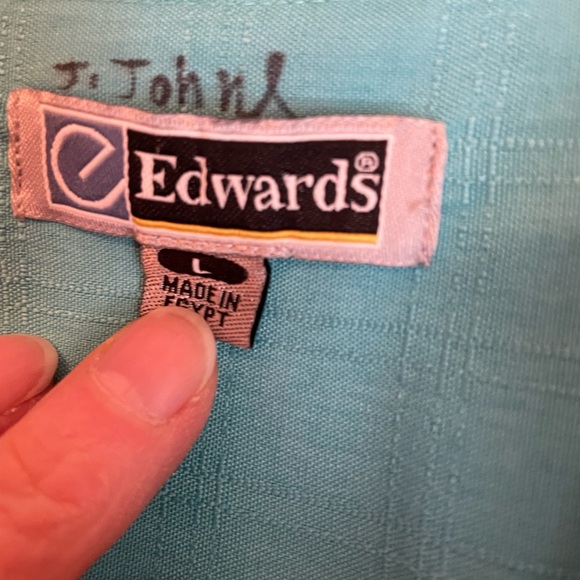 J. John
e Edwards®
L
MADE IN
EGYPT